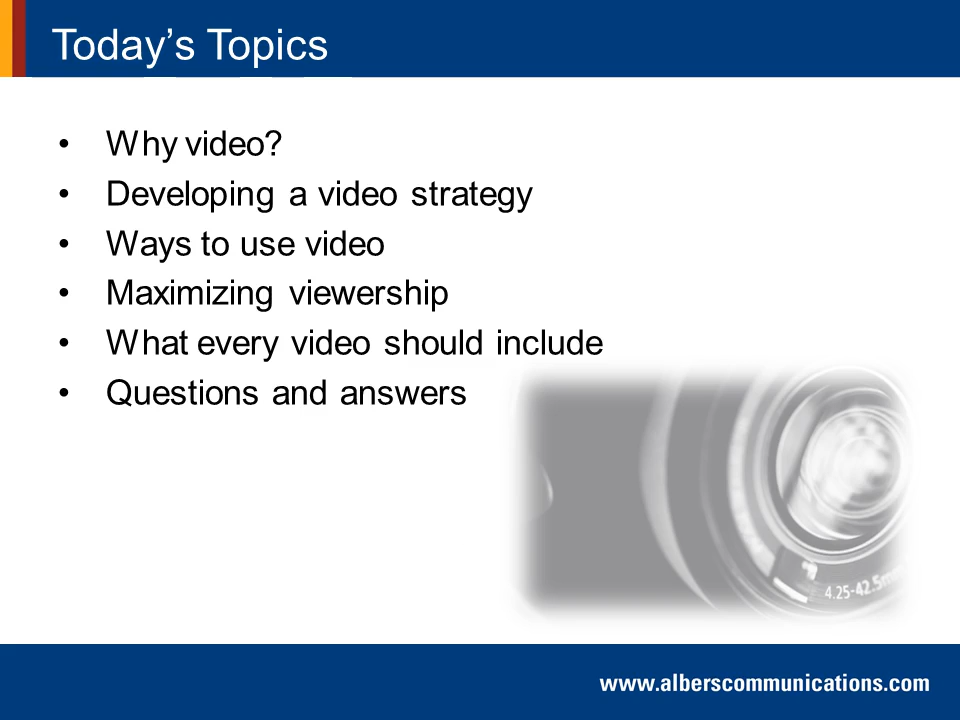 Today’s Topics
• Why video?
• Developing a video strategy
• Ways to use video
• Maximizing viewership
• What every video should include
• Questions and answers
4.25-42.5mm
www.alberscommunications.com